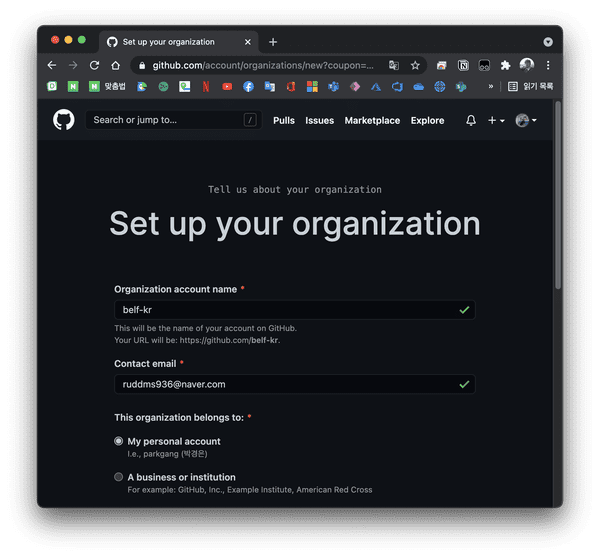 Set up your organization
github.com/account/organizations/new?coupon=...
맞춤법
»
읽기 목록
Search or jump to...
/
Pulls
Issues
Marketplace
Explore
Tell us about your organization
Set up your organization
Organization account name *
belf-kr
This will be the name of your account on GitHub.
Your URL will be: https://github.com/belf-kr.
Contact email *
ruddms936@naver.com
This organization belongs to: *
My personal account
I.e., parkgang (박경은)
A business or institution
For example: GitHub, Inc., Example Institute, American Red Cross